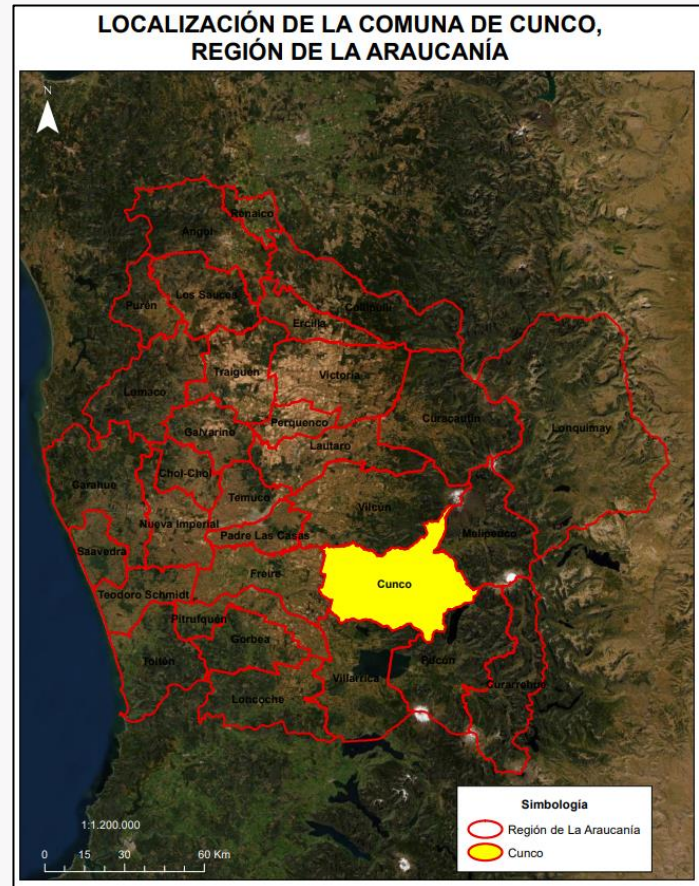 LOCALIZACIÓN DE LA COMUNA DE CUNCO,
REGIÓN DE LA ARAUCANÍA
N
Renaico
Angol
Los Sauces
Purén
Collipulli
Ercilla
Traiguén
Victoria
Lumaco
Curacautín
Lonquimay
Perquenco
Galvarino
Lautaro
Chol-Chol
Carahue
Temuco
Vilcún
Nueva Imperial
Melipeuco
Padre Las Casas
Saavedra
Freire
Cunco
Teodoro Schmidt
Pitrufquén
Gorbea
Toltén
Pucón
Villarrica
Curarrehue
Loncoche
1:1.200.000
0 15 30 60 Km
Simbología
Región de La Araucanía
Cunco